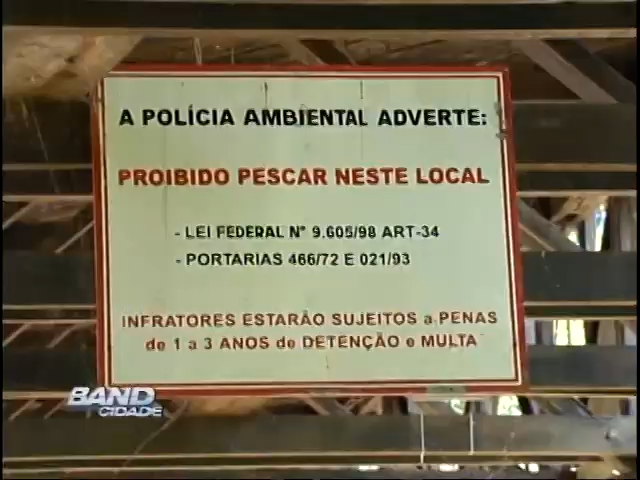 A POLÍCIA AMBIENTAL ADVERTE:
PROIBIDO PESCAR NESTE LOCAL
- LEI FEDERAL N° 9.605/98 ART-34
- PORTARIAS 466/72 E 021/93
INFRATORES ESTARÃO SUJEITOS a PENAS
de 1 a 3 ANOS de DETENÇÃO e MULTA
BAND
CIDADE